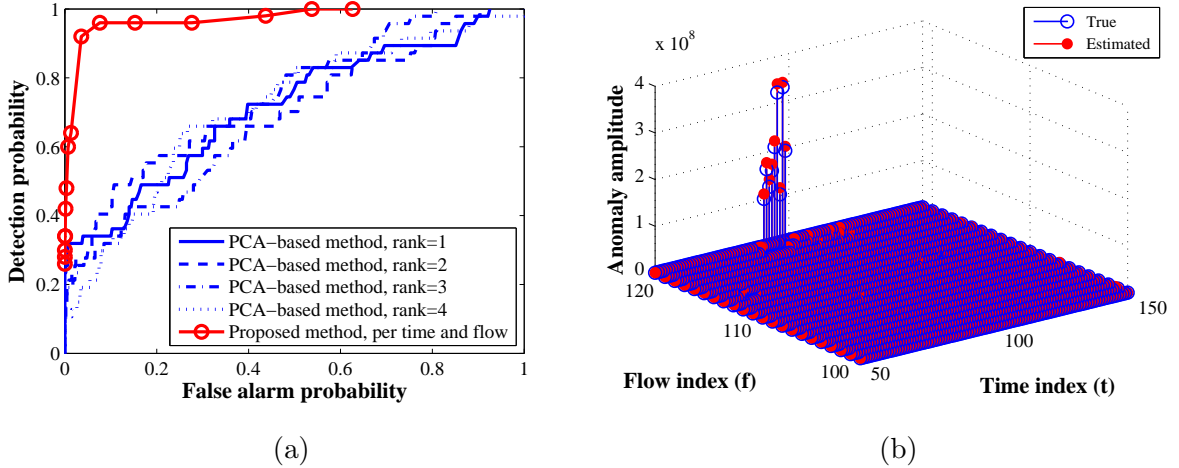 1
0.8
0.6
0.4
0.2
0
0
0.2
0.4
0.6
0.8
1
Detection probability
False alarm probability
PCA−based method, rank=1
PCA−based method, rank=2
PCA−based method, rank=3
PCA−based method, rank=4
Proposed method, per time and flow
(a)
True
Estimated
x 10^8
4
3
2
1
0
Anomaly amplitude
120
110
100
Flow index (f)
50
100
150
Time index (t)
(b)